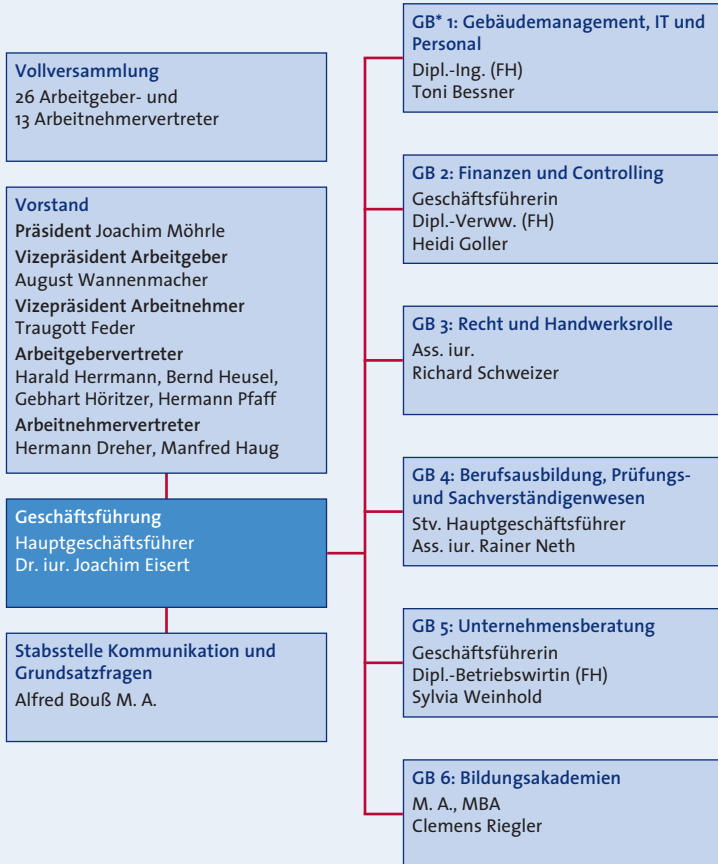 Vollversammlung
26 Arbeitgeber- und
13 Arbeitnehmervertreter
Vorstand
Präsident Joachim Möhrle
Vizepräsident Arbeitgeber
August Wannenmacher
Vizepräsident Arbeitnehmer
Traugott Feder
Arbeitgebervertreter
Harald Herrmann, Bernd Heusel,
Gebhart Höritzer, Hermann Pfaff
Arbeitnehmervertreter
Hermann Dreher, Manfred Haug
Geschäftsführung
Hauptgeschäftsführer
Dr. iur. Joachim Eisert
Stabsstelle Kommunikation und
Grundsatzfragen
Alfred Bouß M. A.
GB* 1: Gebäudemanagement, IT und
Personal
Dipl.-Ing. (FH)
Toni Bessner
GB 2: Finanzen und Controlling
Geschäftsführerin
Dipl.-Verww. (FH)
Heidi Goller
GB 3: Recht und Handwerksrolle
Ass. iur.
Richard Schweizer
GB 4: Berufsausbildung, Prüfungs-
und Sachverständigenwesen
Stv. Hauptgeschäftsführer
Ass. iur. Rainer Neth
GB 5: Unternehmensberatung
Geschäftsführerin
Dipl.-Betriebswirtin (FH)
Sylvia Weinhold
GB 6: Bildungsakademien
M. A., MBA
Clemens Riegler